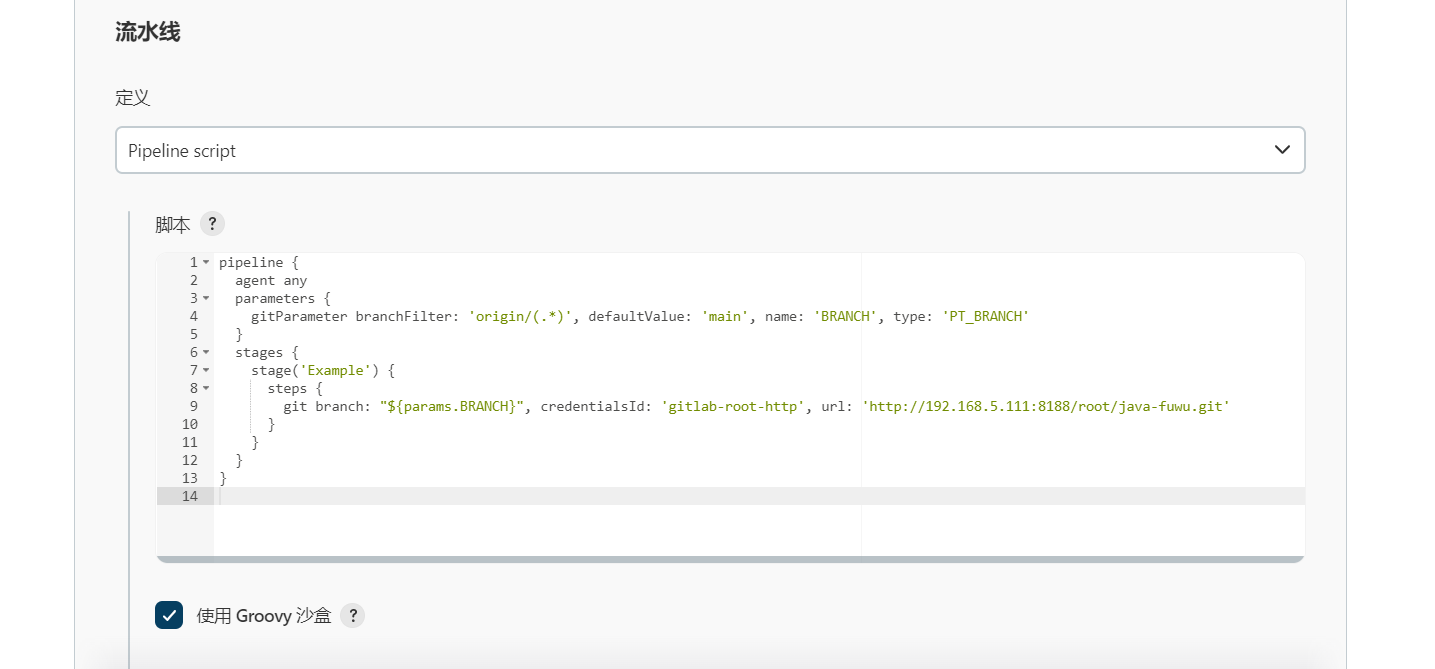 流水线
定义
Pipeline script
脚本 ?
1 pipeline {
2   agent any
3   parameters {
4     gitParameter branchFilter: 'origin/(.*)', defaultValue: 'main', name: 'BRANCH', type: 'PT_BRANCH'
5   }
6   stages {
7     stage('Example') {
8       steps {
9         git branch: "${params.BRANCH}", credentialsId: 'gitlab-root-http', url: 'http://192.168.5.111:8188/root/java-fuwu.git'
10       }
11     }
12   }
13 }
14
使用 Groovy 沙盒 ?